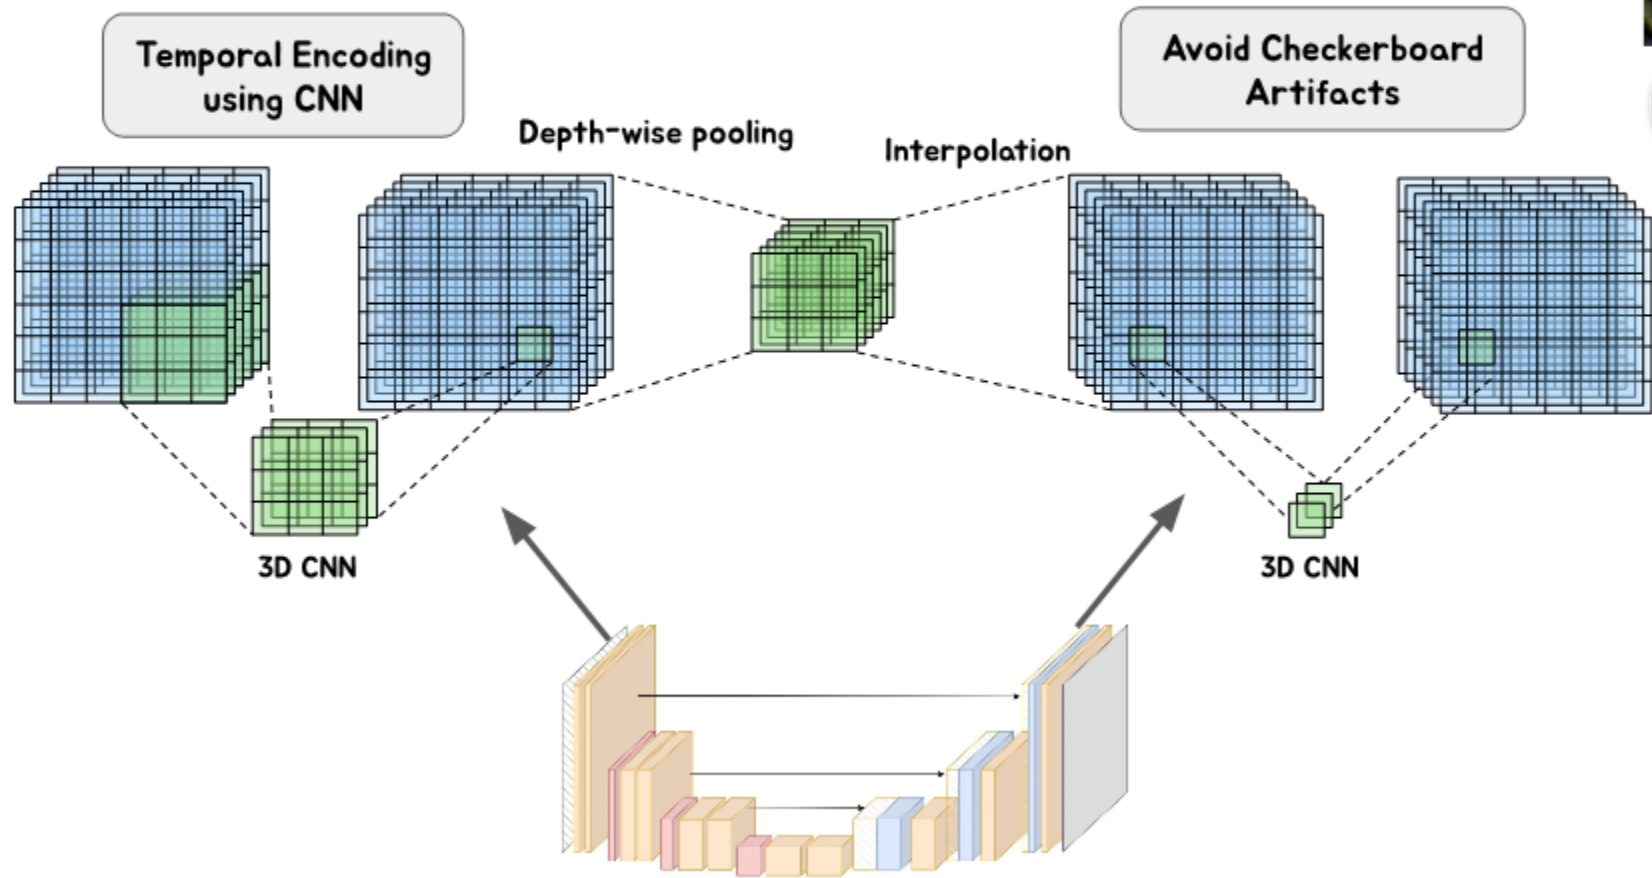 Temporal Encoding
using CNN
Avoid Checkerboard
Artifacts
Depth-wise pooling
Interpolation
3D CNN
3D CNN